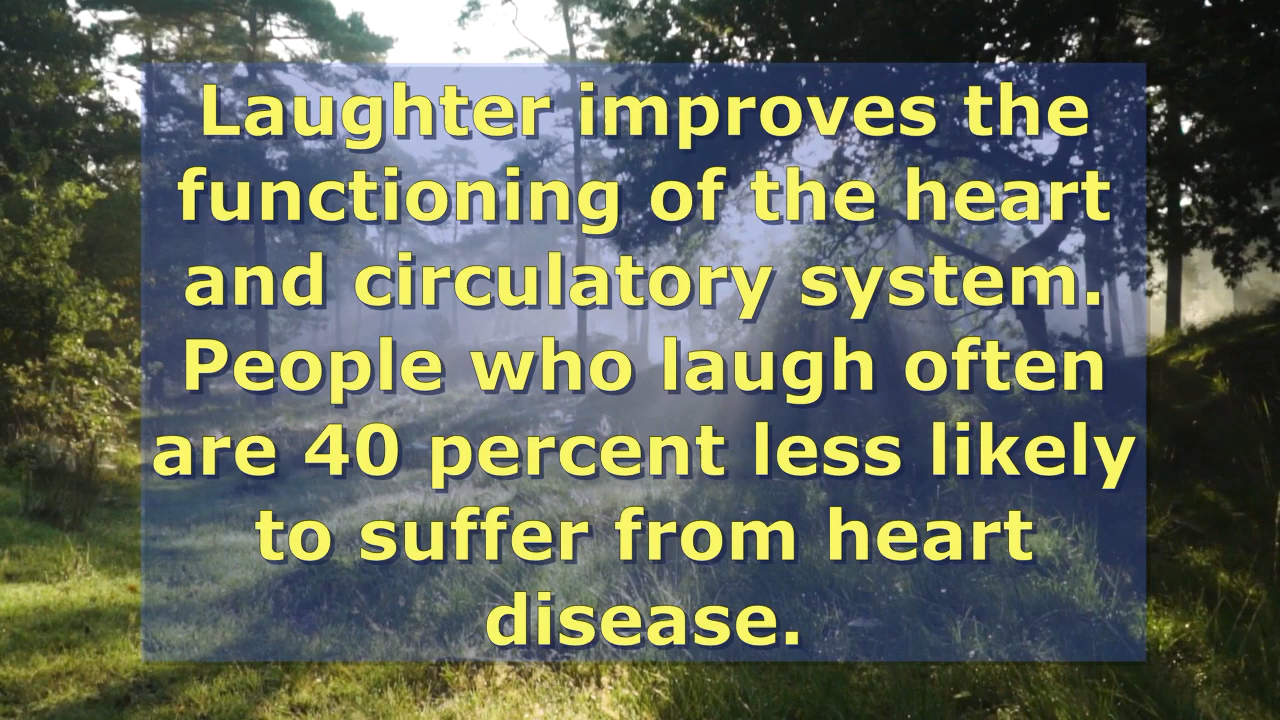 Laughter improves the
functioning of the heart
and circulatory system.
People who laugh often
are 40 percent less likely
to suffer from heart
disease.